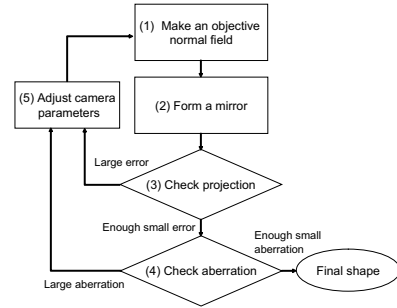 (1) Make an objective
normal field
(5) Adjust camera
parameters
(2) Form a mirror
Large error
(3) Check projection
Enough small error
Enough small
aberration
(4) Check aberration
Final shape
Large aberration